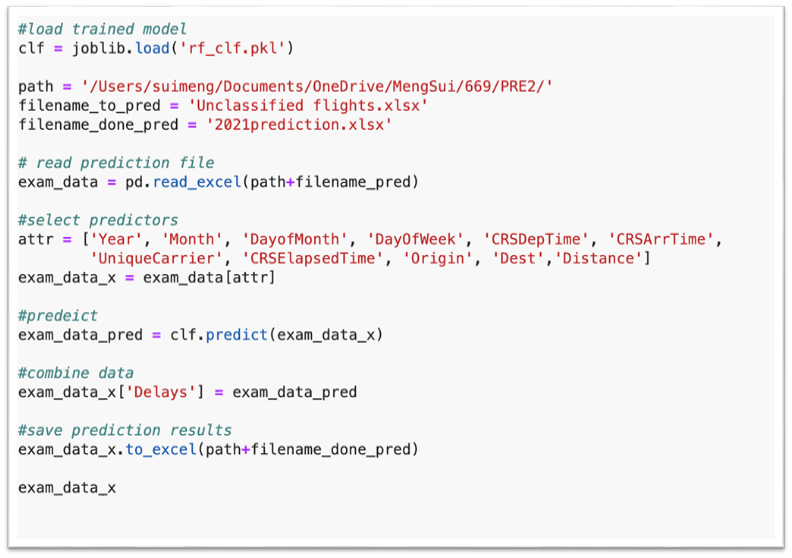 #load trained model
clf = joblib.load('rf_clf.pkl')
path = '/Users/suimeng/Documents/OneDrive/MengSui/669/PRE2/'
filename_to_pred = 'Unclassified flights.xlsx'
filename_done_pred = '2021prediction.xlsx'
# read prediction file
exam_data = pd.read_excel(path+filename_pred)
#select predictors
attr = ['Year', 'Month', 'DayofMonth', 'DayOfWeek', 'CRSDepTime', 'CRSArrTime',
'UniqueCarrier', 'CRSElapsedTime', 'Origin', 'Dest','Distance']
exam_data_x = exam_data[attr]
#predeict
exam_data_pred = clf.predict(exam_data_x)
#combine data
exam_data_x['Delays'] = exam_data_pred
#save prediction results
exam_data_x.to_excel(path+filename_done_pred)
exam_data_x